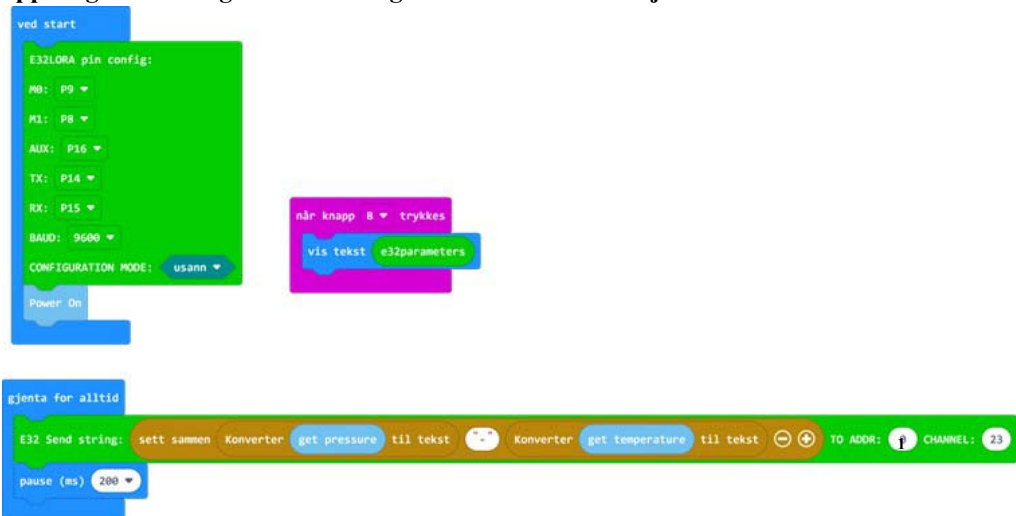 ved start
E32LORA pin config:
M0: P9
M1: P8
AUX: P16
TX: P14
RX: P15
BAUD: 9600
CONFIGURATION MODE: usann
Power On
når knapp B trykkes
vis tekst e32parameters
gjenta for alltid
E32 Send string: sett sammen Konverter get pressure til tekst "-" Konverter get temperature til tekst TO ADDR: 1 CHANNEL: 23
pause (ms) 200